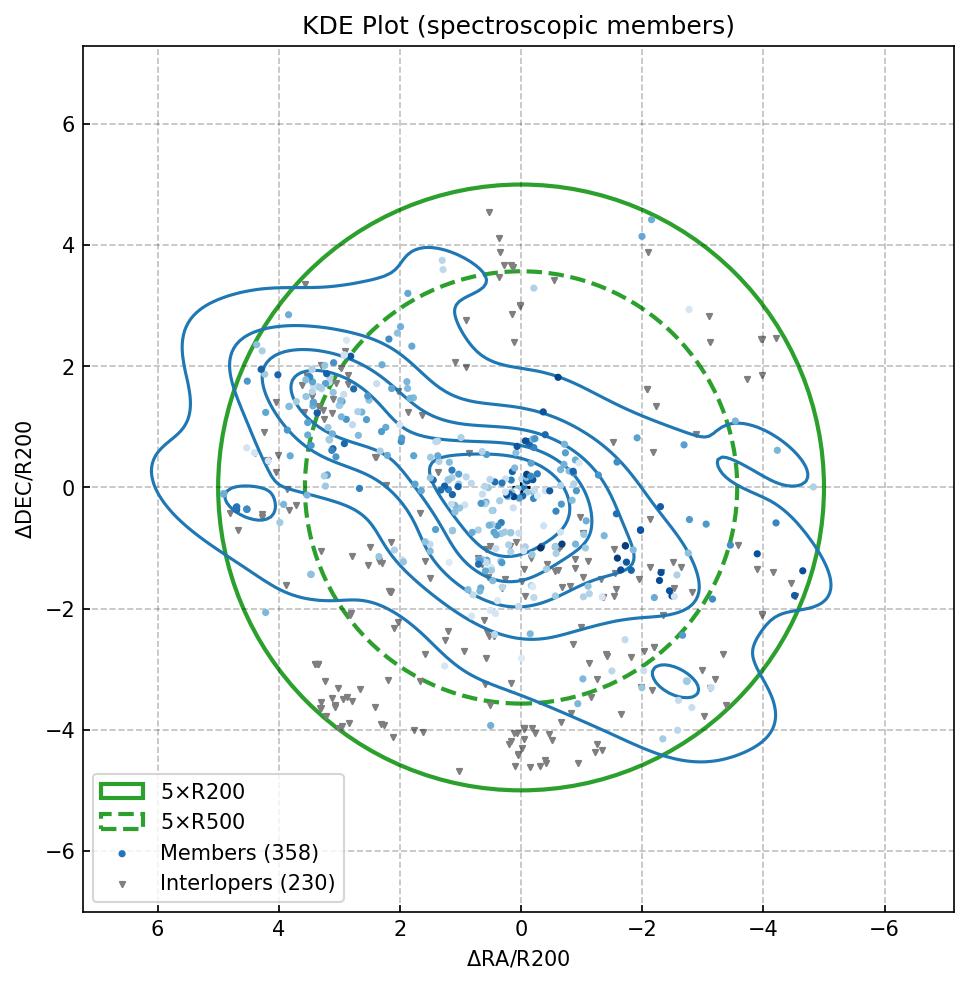 KDE Plot (spectroscopic members)
ΔDEC/R200
6
4
2
0
−2
−4
−6
5×R200
5×R500
Members (358)
Interlopers (230)
6 4 2 0 −2 −4 −6
ΔRA/R200